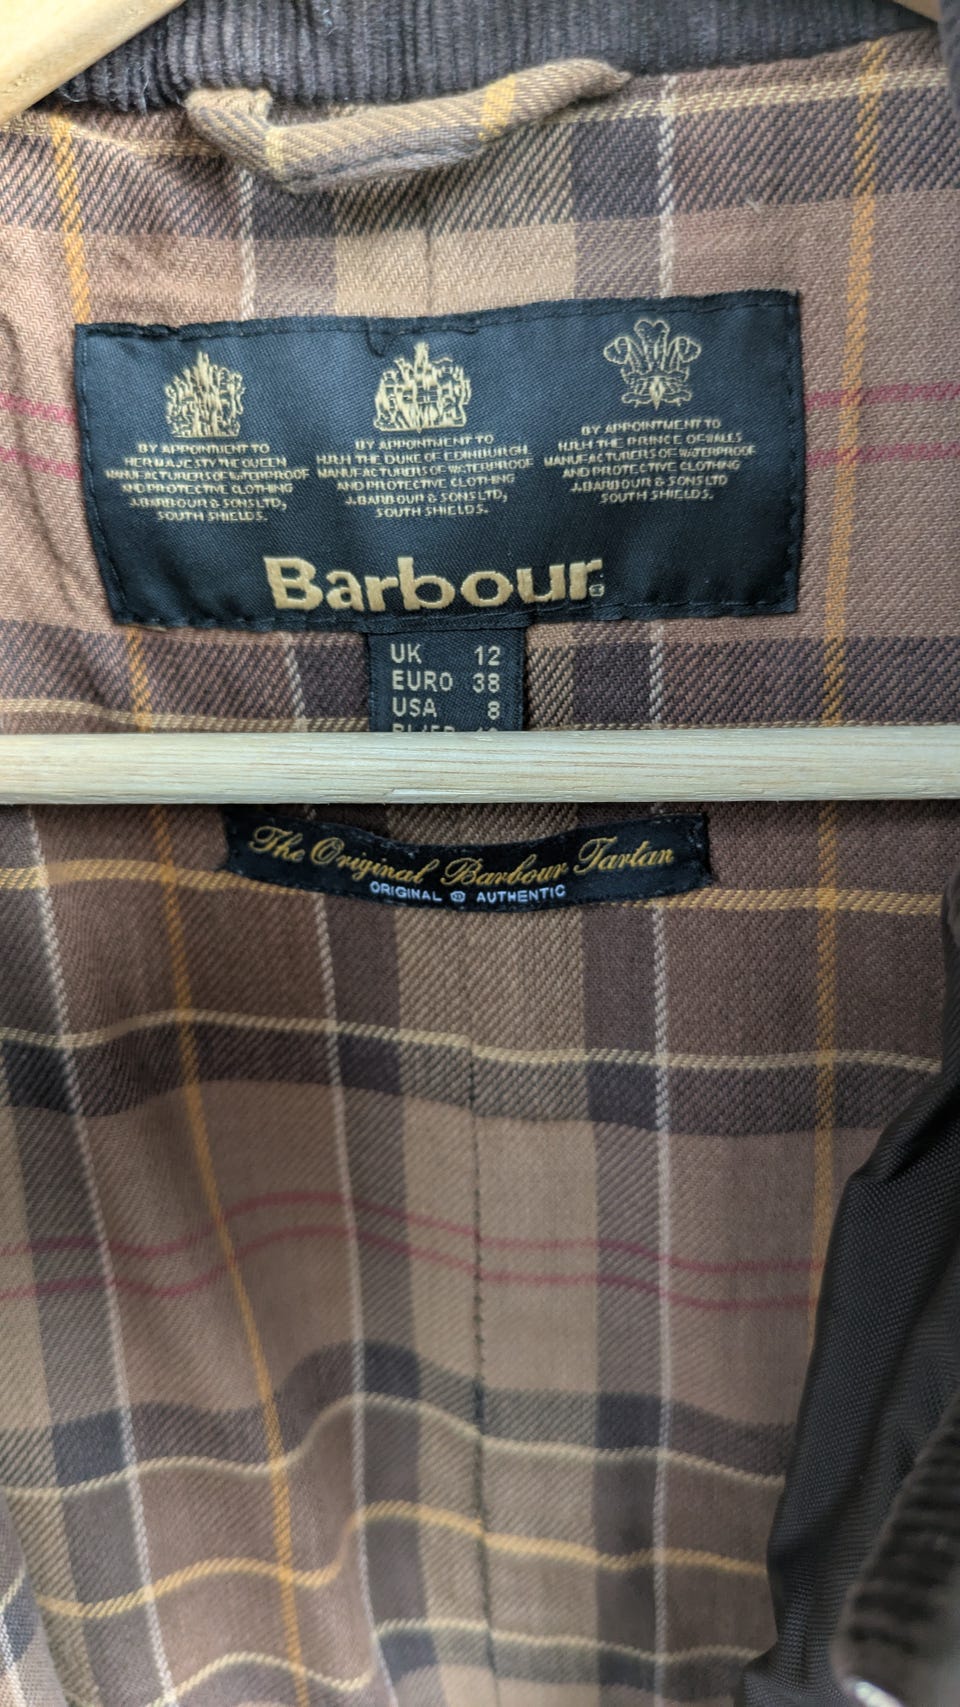 BY APPOINTMENT TO
HER MAJESTY THE QUEEN
MANUFACTURERS OF WATERPROOF
AND PROTECTIVE CLOTHING
J.BARBOUR & SONS LTD,
SOUTH SHIELDS.
BY APPOINTMENT TO
H.R.H THE DUKE OF EDINBURGH
MANUFACTURERS OF WATERPROOF
AND PROTECTIVE CLOTHING
J.BARBOUR & SONS LTD,
SOUTH SHIELDS.
BY APPOINTMENT TO
H.R.H THE PRINCE OF WALES
MANUFACTURERS OF WATERPROOF
AND PROTECTIVE CLOTHING
J.BARBOUR & SONS LTD
SOUTH SHIELDS.
Barbour
UK 12
EURO 38
USA 8
The Original Barbour Tartan
ORIGINAL AUTHENTIC